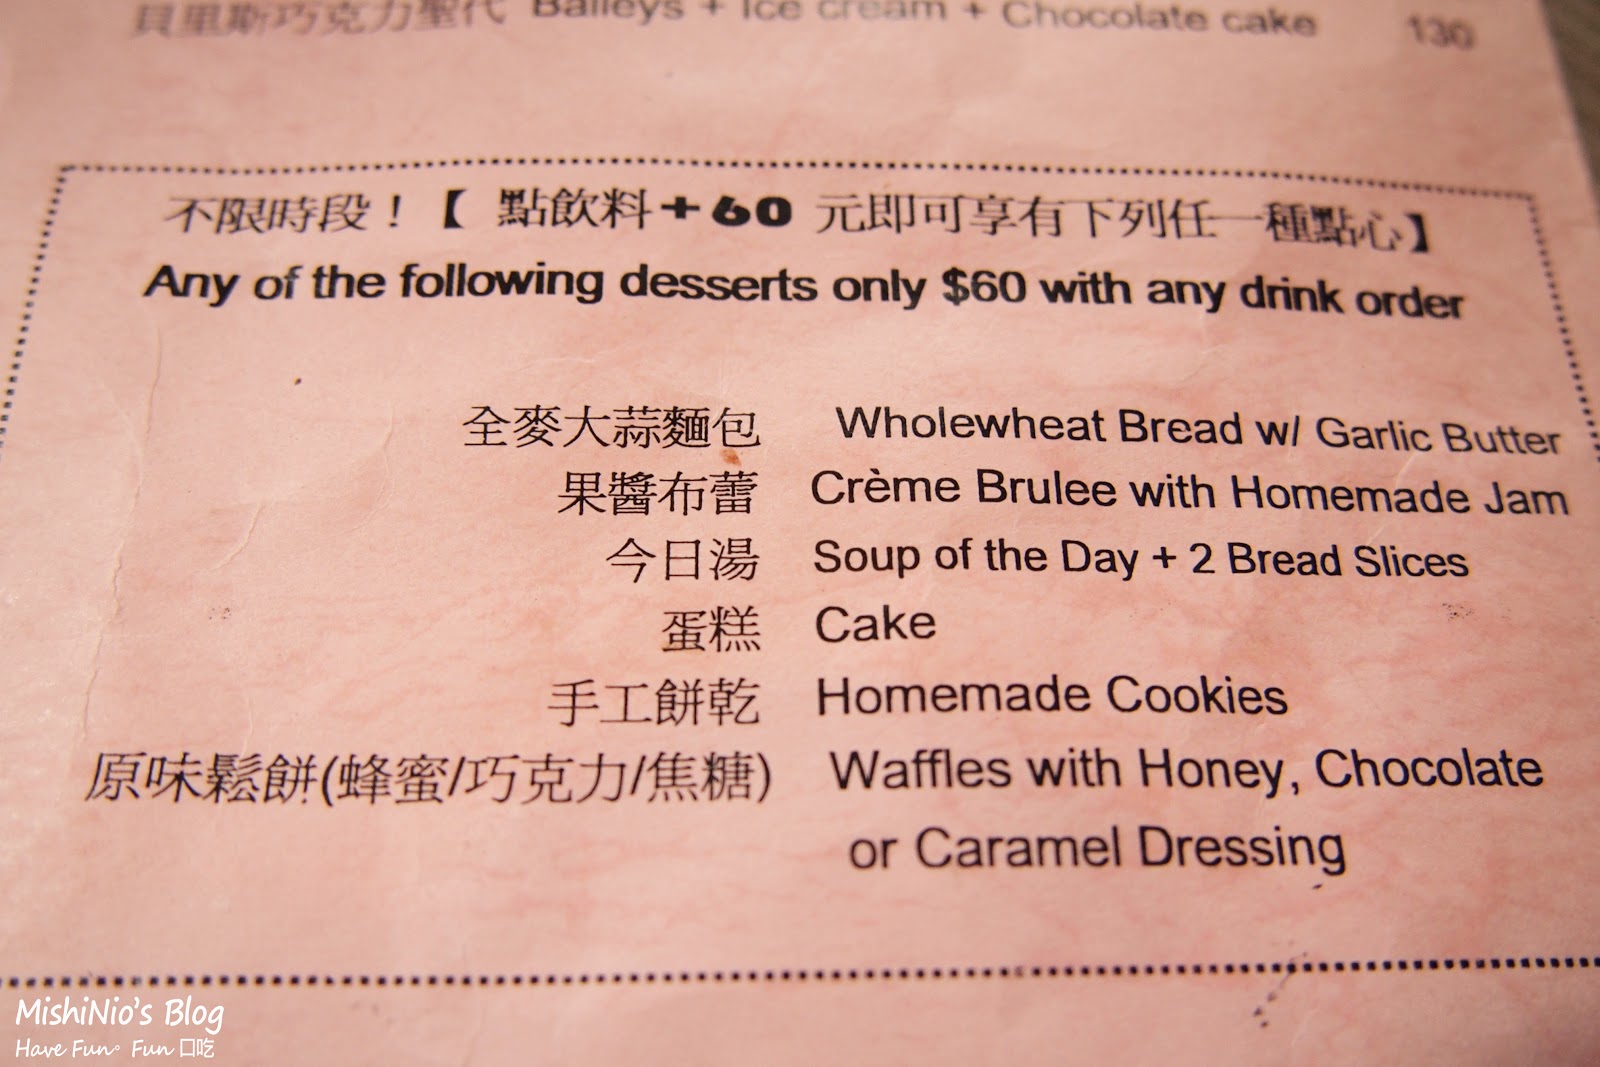 貝里斯巧克力聖代 Baileys + Ice cream + Chocolate cake 130
不限時段！【 點飲料+60 元即可享有下列任一種點心】
Any of the following desserts only $60 with any drink order
全麥大蒜麵包 Wholewheat Bread w/ Garlic Butter
果醬布蕾 Crème Brulee with Homemade Jam
今日湯 Soup of the Day + 2 Bread Slices
蛋糕 Cake
手工餅乾 Homemade Cookies
原味鬆餅(蜂蜜/巧克力/焦糖) Waffles with Honey, Chocolate
or Caramel Dressing
MishiNio's Blog
Have Fun。Fun 口吃